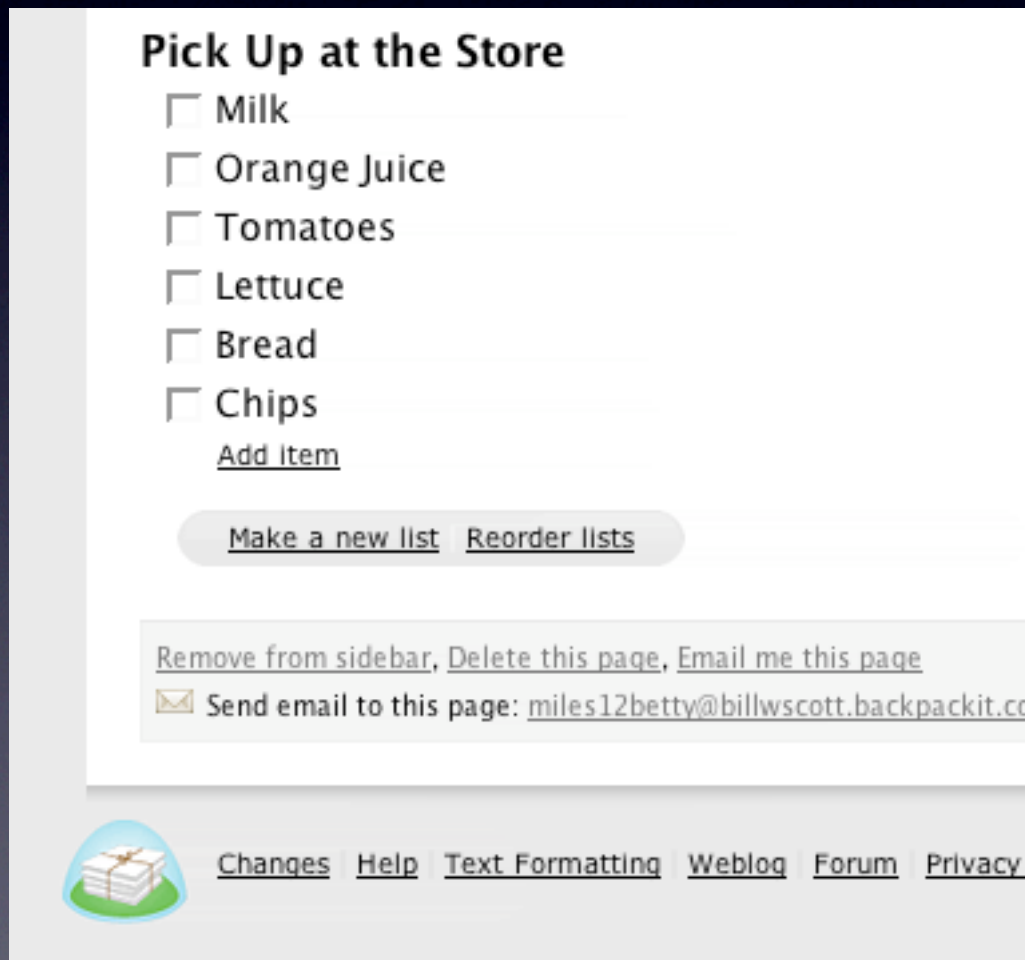 Pick Up at the Store
Milk
Orange Juice
Tomatoes
Lettuce
Bread
Chips
Add item
Make a new list Reorder lists
Remove from sidebar, Delete this page, Email me this page
Send email to this page: miles12betty@billwscott.backpackit.co
Changes Help Text Formatting Weblog Forum Privacy